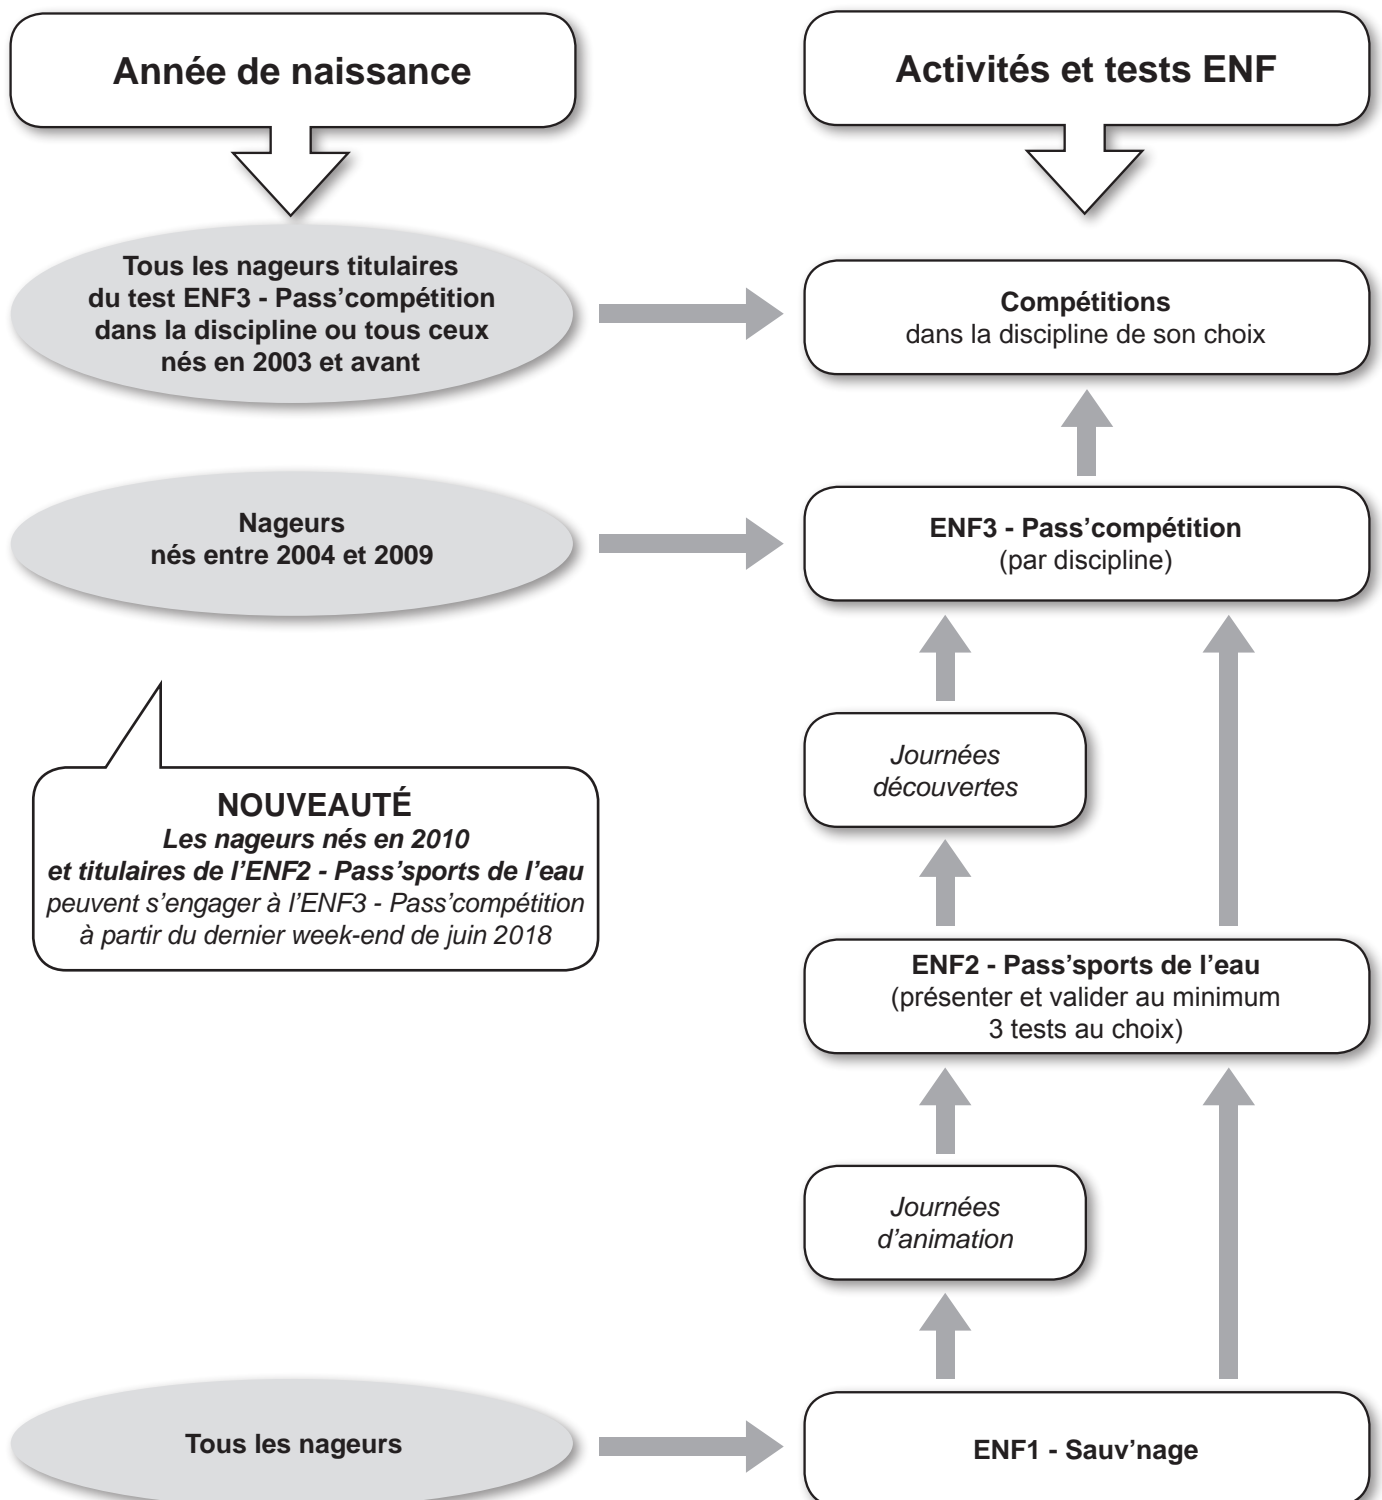 Année de naissance
Activités et tests ENF
Tous les nageurs titulaires
du test ENF3 - Pass’compétition
dans la discipline ou tous ceux
nés en 2003 et avant
Compétitions
dans la discipline de son choix
Nageurs
nés entre 2004 et 2009
ENF3 - Pass’compétition
(par discipline)
Journées
découvertes
NOUVEAUTÉ
Les nageurs nés en 2010
et titulaires de l’ENF2 - Pass’sports de l’eau
peuvent s’engager à l’ENF3 - Pass’compétition
à partir du dernier week-end de juin 2018
ENF2 - Pass’sports de l’eau
(présenter et valider au minimum
3 tests au choix)
Journées
d’animation
Tous les nageurs
ENF1 - Sauv’nage